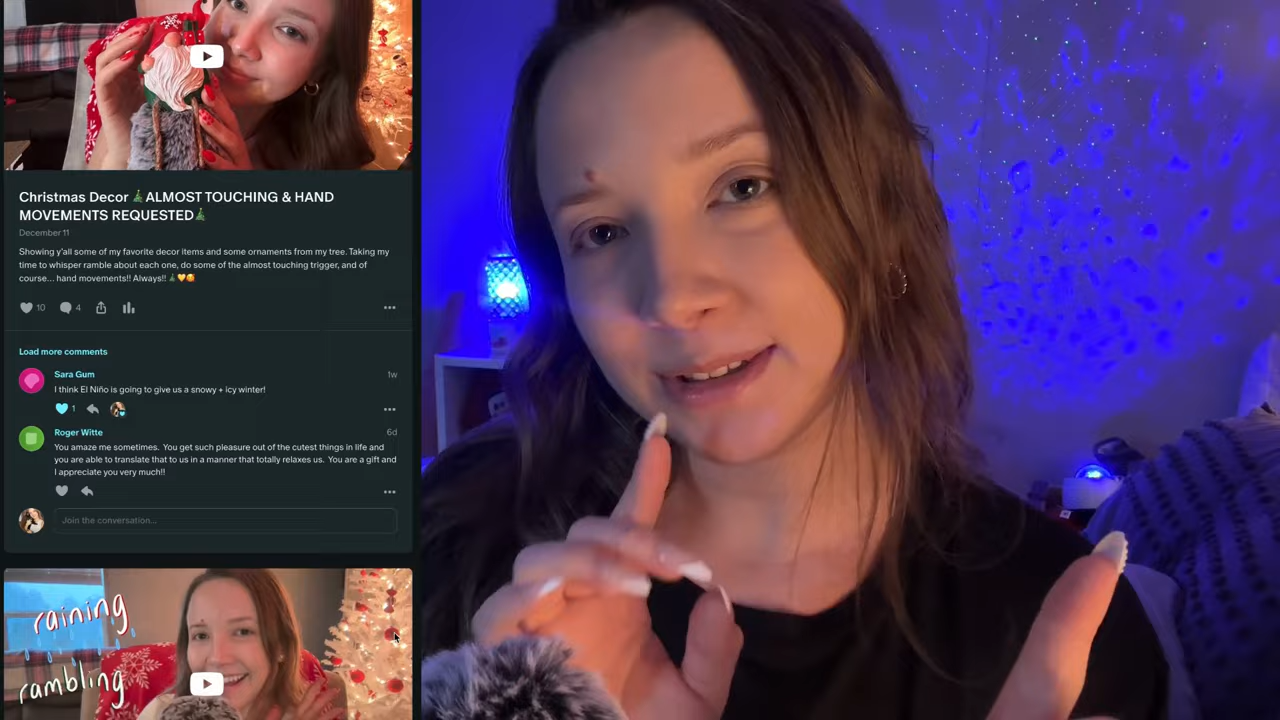 Christmas Decor 🎄ALMOST TOUCHING & HAND
MOVEMENTS REQUESTED🎄
December 11
Showing y'all some of my favorite decor items and some ornaments from my tree. Taking my
time to whisper ramble about each one, do some of the almost touching trigger, and of
course... hand movements!! Always!! 🎄💛🥰
10
4
Load more comments
Sara Gum
1w
I think El Niño is going to give us a snowy + icy winter!
1
Roger Witte
6d
You amaze me sometimes. You get such pleasure out of the cutest things in life and
you are able to translate that to us in a manner that totally relaxes us. You are a gift and
I appreciate you very much!!
Join the conversation...
raining
rambling